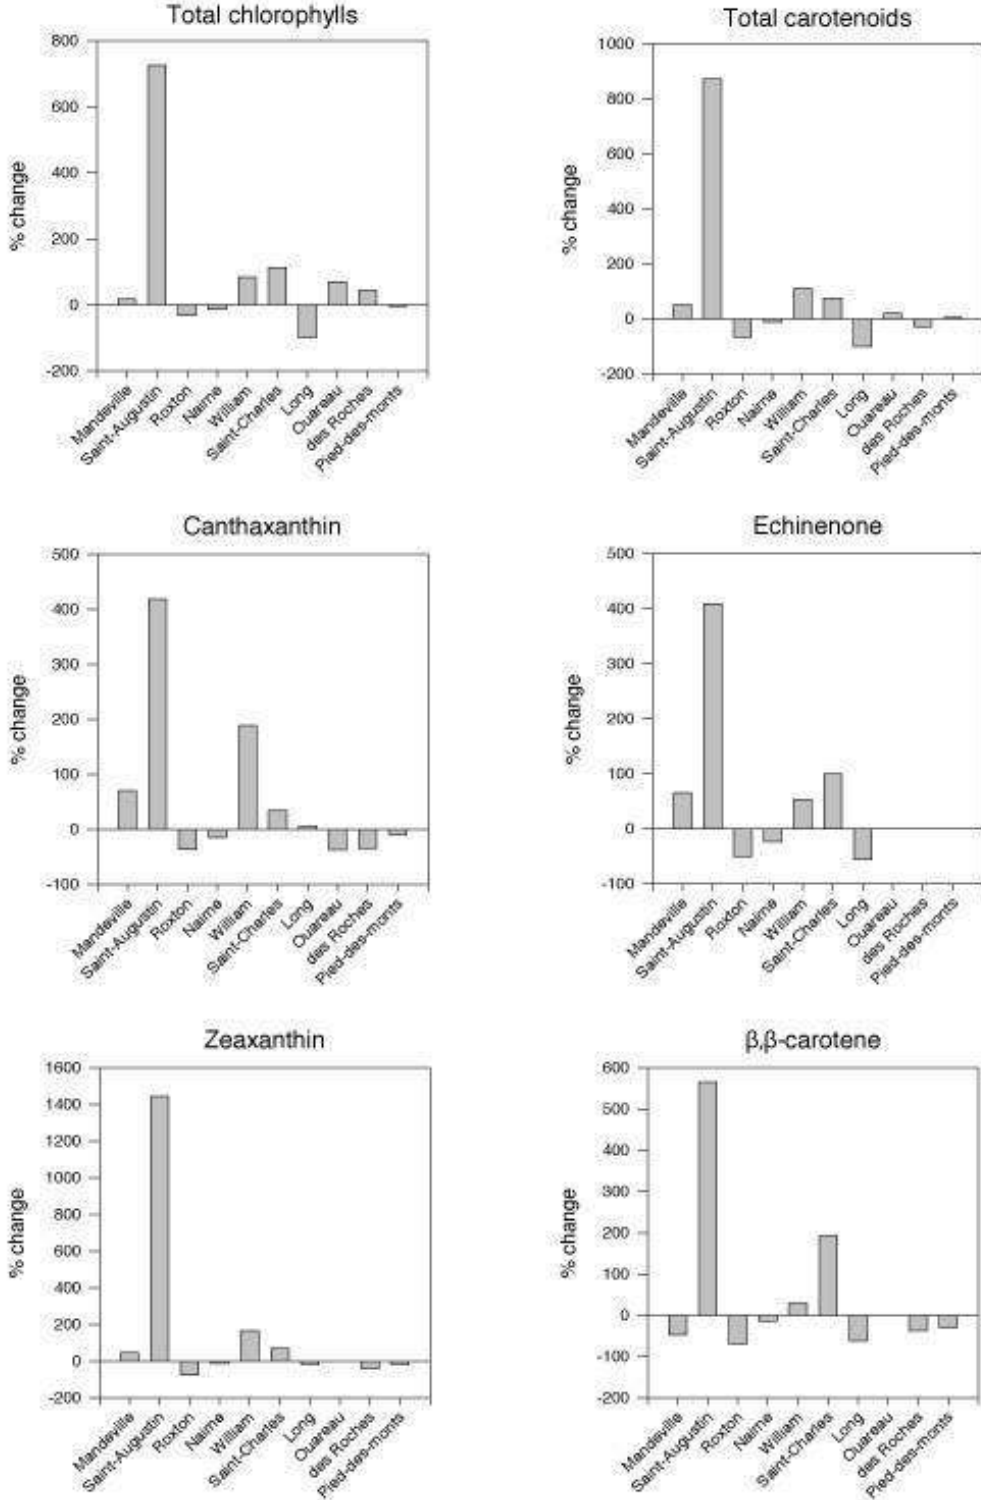 Total chlorophylls
800
600
400
200
0
-200
% change
Mandeville
Saint-Augustin
Roxton
Nairne
William
Saint-Charles
Long
Ouareau
des Roches
Pied-des-monts
Total carotenoids
1000
800
600
400
200
0
-200
% change
Mandeville
Saint-Augustin
Roxton
Nairne
William
Saint-Charles
Long
Ouareau
des Roches
Pied-des-monts
Canthaxanthin
500
400
300
200
100
0
-100
% change
Mandeville
Saint-Augustin
Roxton
Nairne
William
Saint-Charles
Long
Ouareau
des Roches
Pied-des-monts
Echinenone
500
400
300
200
100
0
-100
% change
Mandeville
Saint-Augustin
Roxton
Nairne
William
Saint-Charles
Long
Ouareau
des Roches
Pied-des-monts
Zeaxanthin
1600
1400
1200
1000
800
600
400
200
0
-200
% change
Mandeville
Saint-Augustin
Roxton
Nairne
William
Saint-Charles
Long
Ouareau
des Roches
Pied-des-monts
β,β-carotene
600
500
400
300
200
100
0
-100
-200
% change
Mandeville
Saint-Augustin
Roxton
Nairne
William
Saint-Charles
Long
Ouareau
des Roches
Pied-des-monts